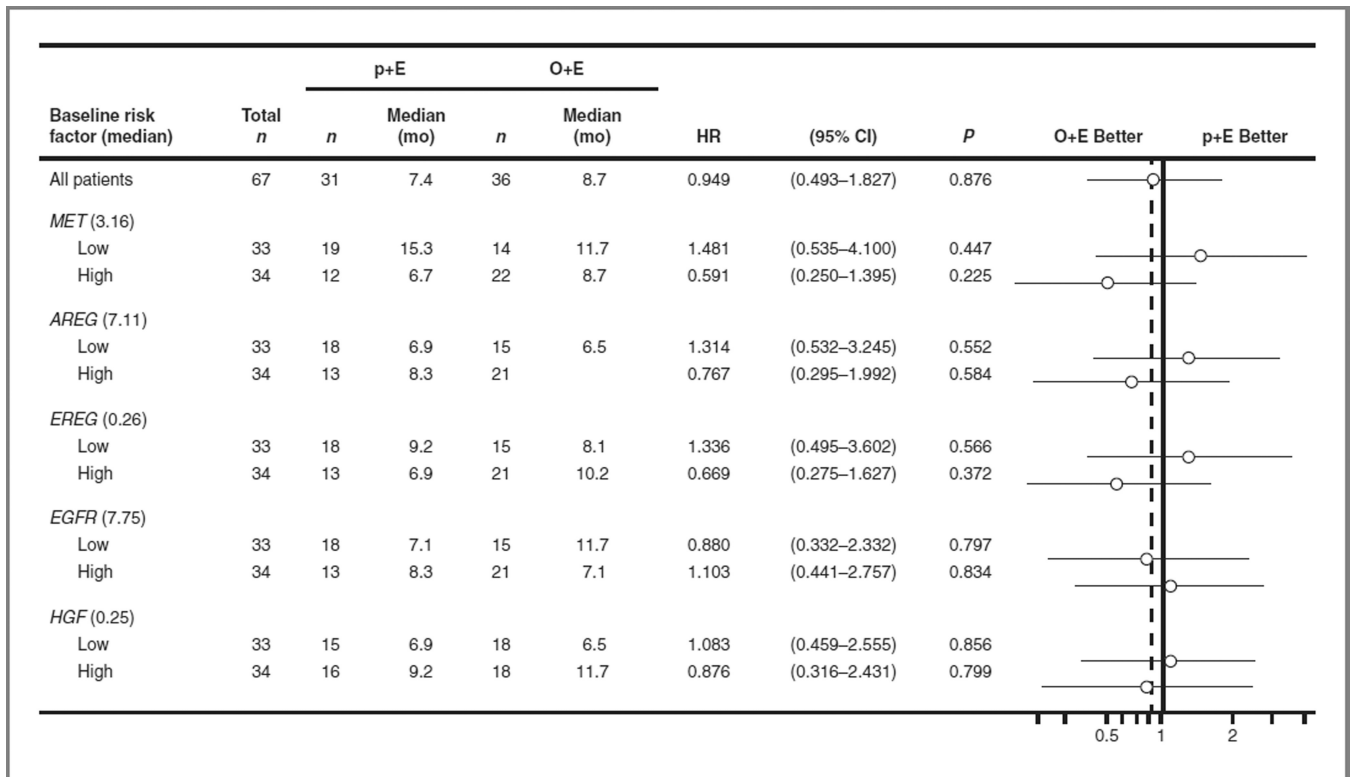 p+E O+E
Baseline risk Total Median Median
factor (median) n n (mo) n (mo) HR (95% CI) P O+E Better p+E Better
All patients 67 31 7.4 36 8.7 0.949 (0.493–1.827) 0.876
MET (3.16)
Low 33 19 15.3 14 11.7 1.481 (0.535–4.100) 0.447
High 34 12 6.7 22 8.7 0.591 (0.250–1.395) 0.225
AREG (7.11)
Low 33 18 6.9 15 6.5 1.314 (0.532–3.245) 0.552
High 34 13 8.3 21 0.767 (0.295–1.992) 0.584
EREG (0.26)
Low 33 18 9.2 15 8.1 1.336 (0.495–3.602) 0.566
High 34 13 6.9 21 10.2 0.669 (0.275–1.627) 0.372
EGFR (7.75)
Low 33 18 7.1 15 11.7 0.880 (0.332–2.332) 0.797
High 34 13 8.3 21 7.1 1.103 (0.441–2.757) 0.834
HGF (0.25)
Low 33 15 6.9 18 6.5 1.083 (0.459–2.555) 0.856
High 34 16 9.2 18 11.7 0.876 (0.316–2.431) 0.799
0.5 1 2